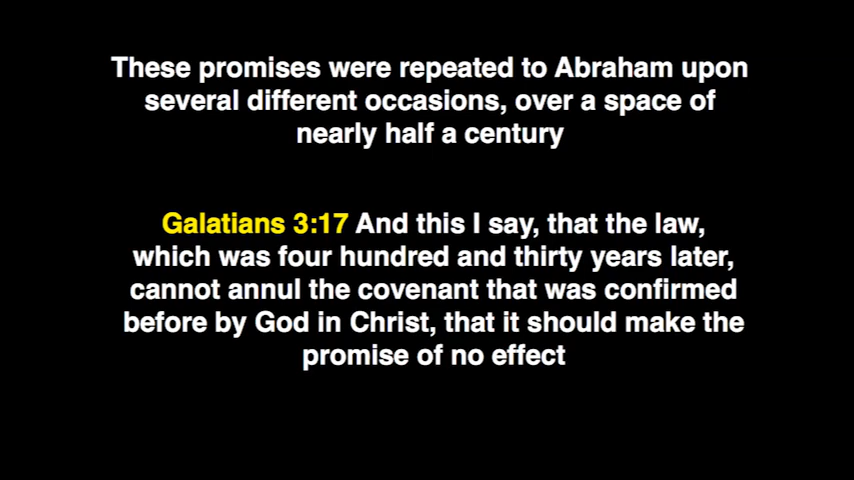 These promises were repeated to Abraham upon
several different occasions, over a space of
nearly half a century
Galatians 3:17 And this I say, that the law,
which was four hundred and thirty years later,
cannot annul the covenant that was confirmed
before by God in Christ, that it should make the
promise of no effect